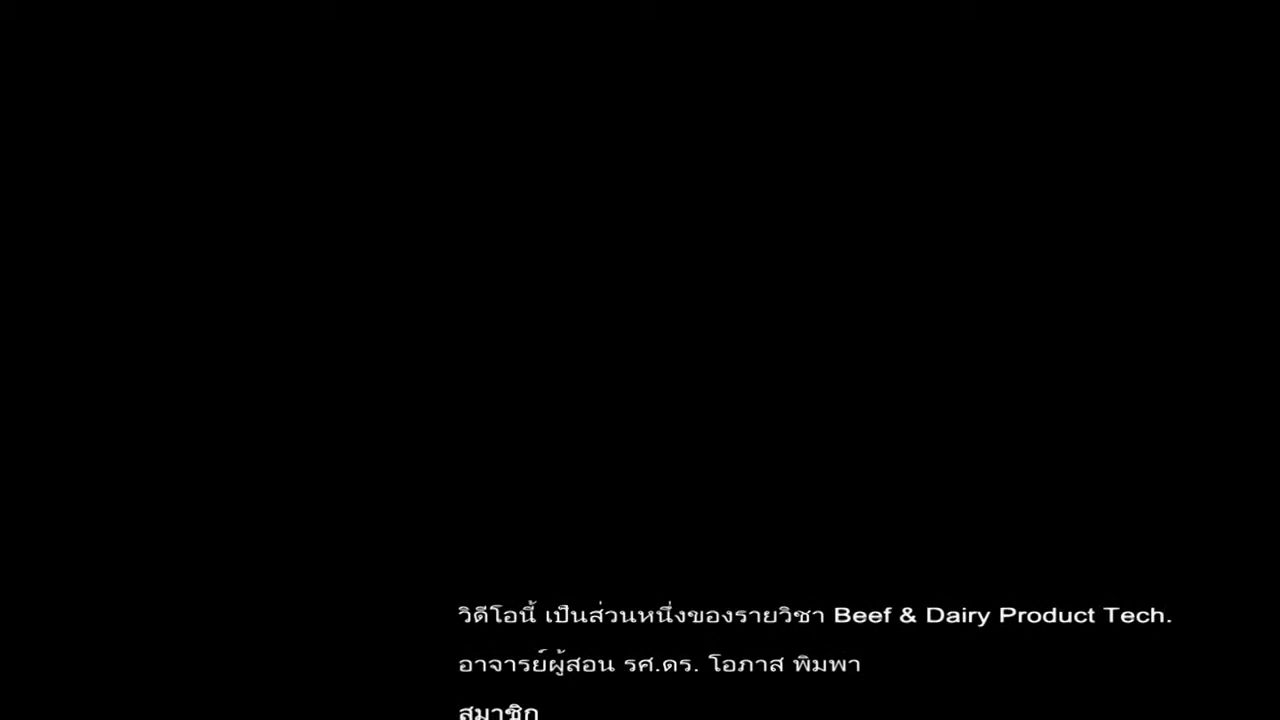 วิดีโอนี้ เป็นส่วนหนึ่งของรายวิชา Beef & Dairy Product Tech.
อาจารย์ผู้สอน รศ.ดร. โอภาส พิมพา
สมาชิก